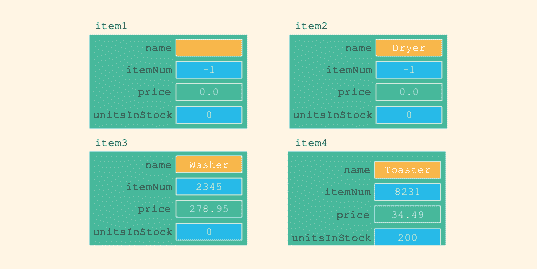 item1
name
itemNum -1
price 0.0
unitsInStock 0
item2
name Dryer
itemNum -1
price 0.0
unitsInStock 0
item3
name Washer
itemNum 2345
price 278.95
unitsInStock 0
item4
name Toaster
itemNum 8231
price 34.49
unitsInStock 200